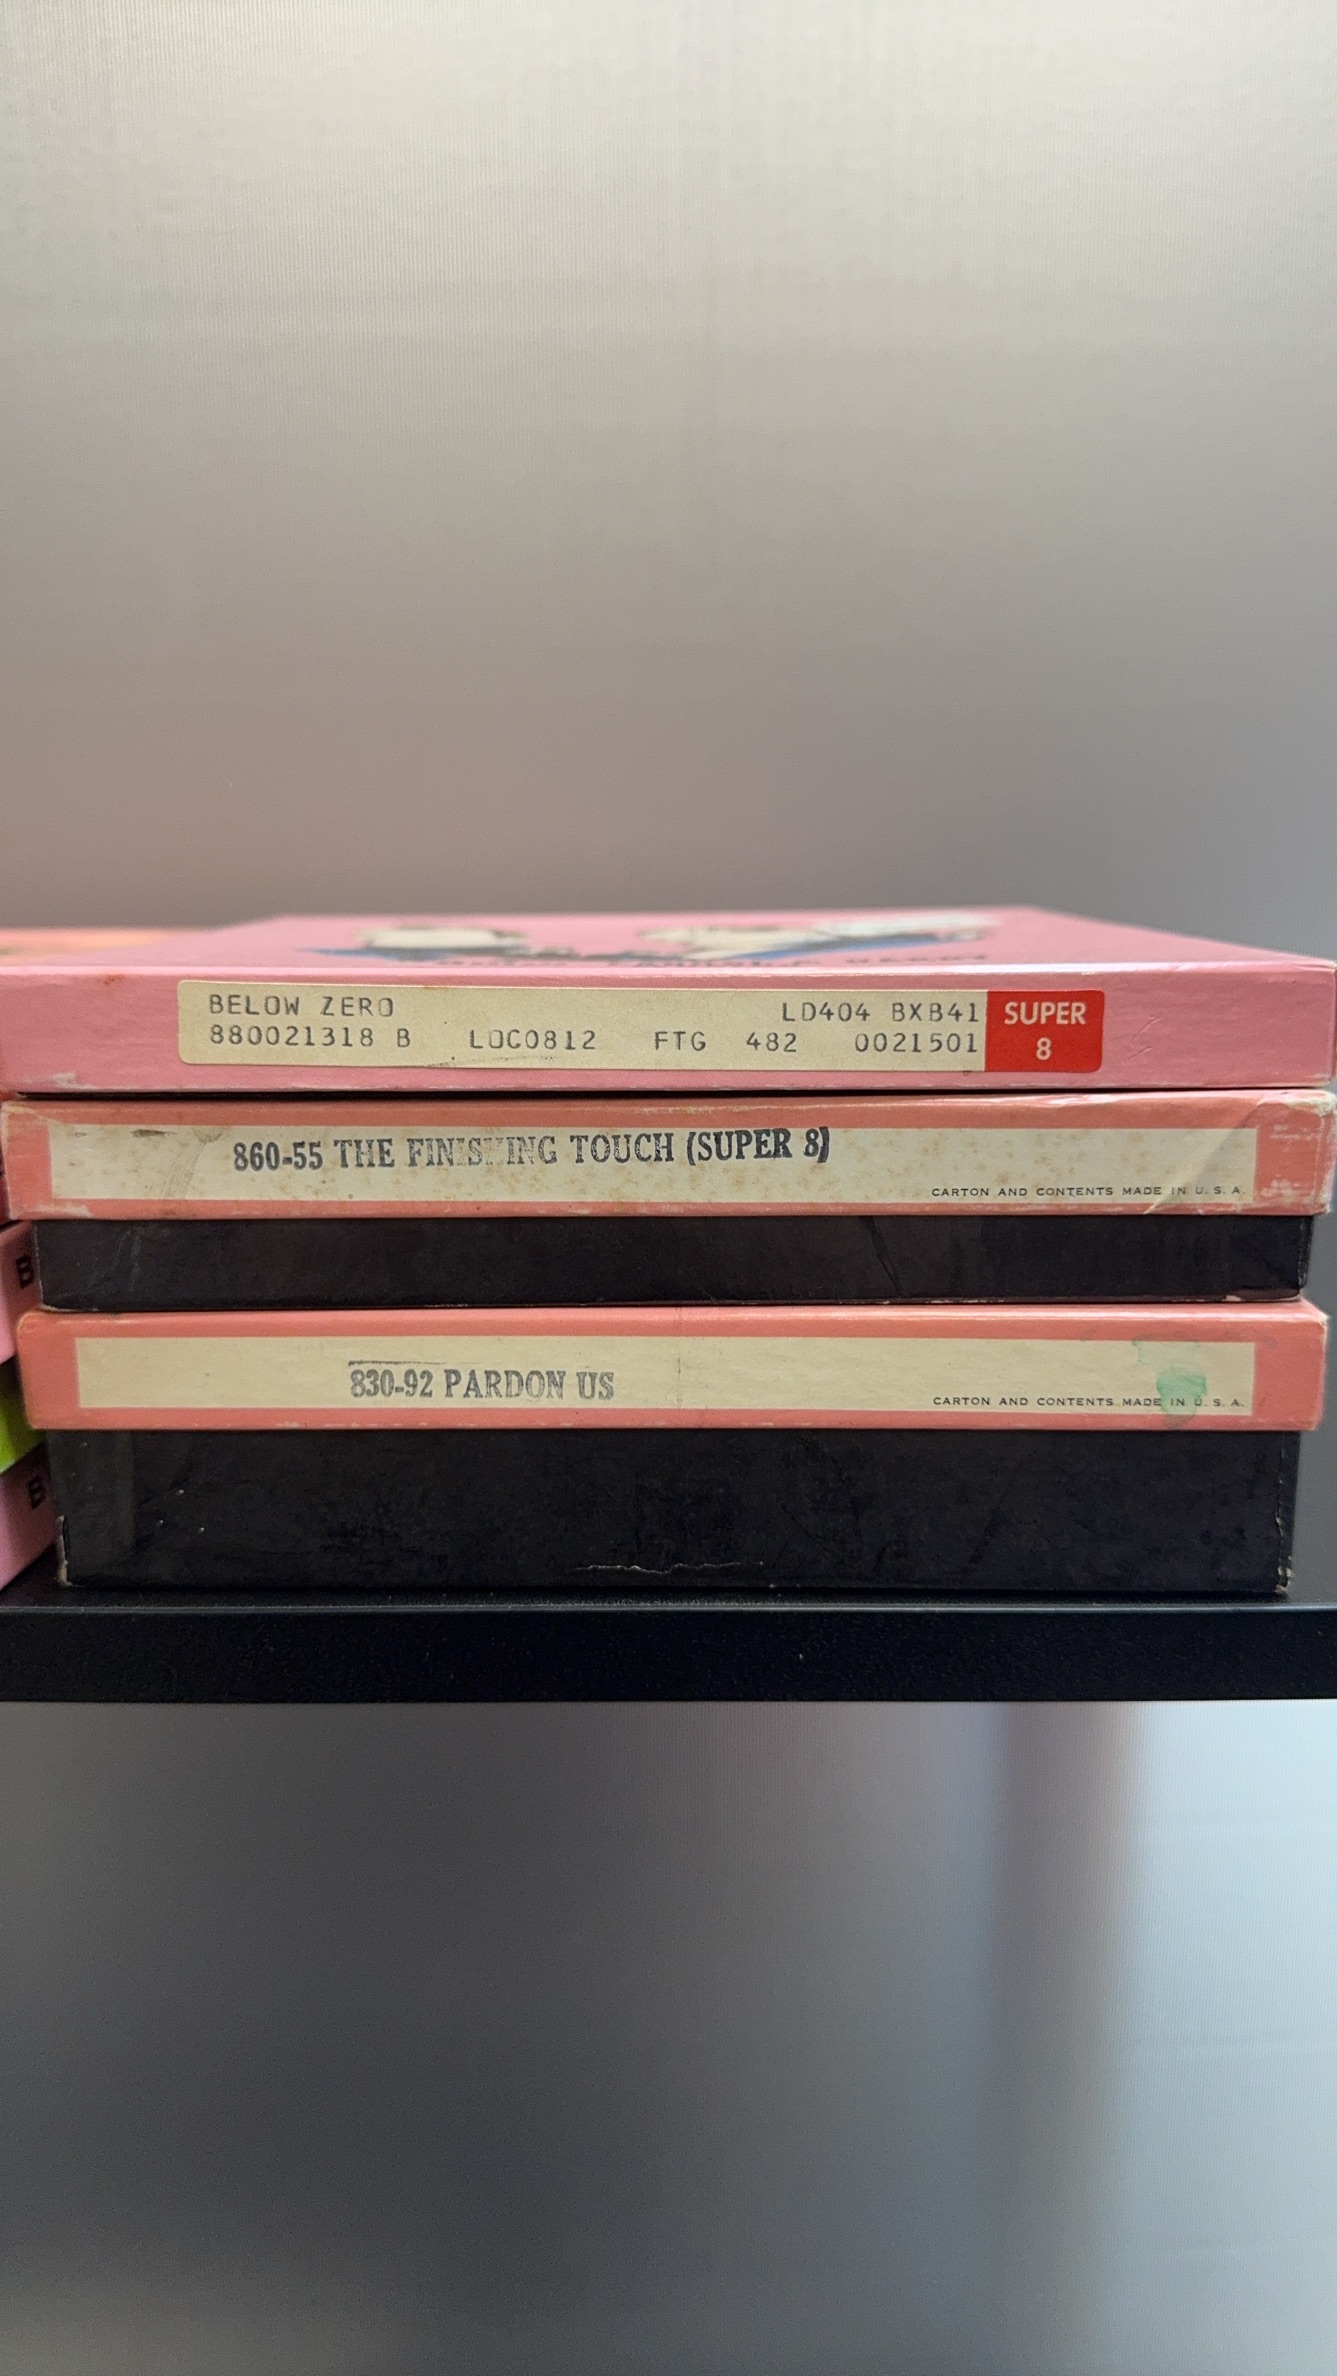 BELOW ZERO LD404 BXB41
880021318 B LOC0812 FTG 482 0021501
SUPER
8
860-55 THE FINISHING TOUCH (SUPER 8)
CARTON AND CONTENTS MADE IN U. S. A.
830-92 PARDON US
CARTON AND CONTENTS MADE IN U. S. A.
B
B